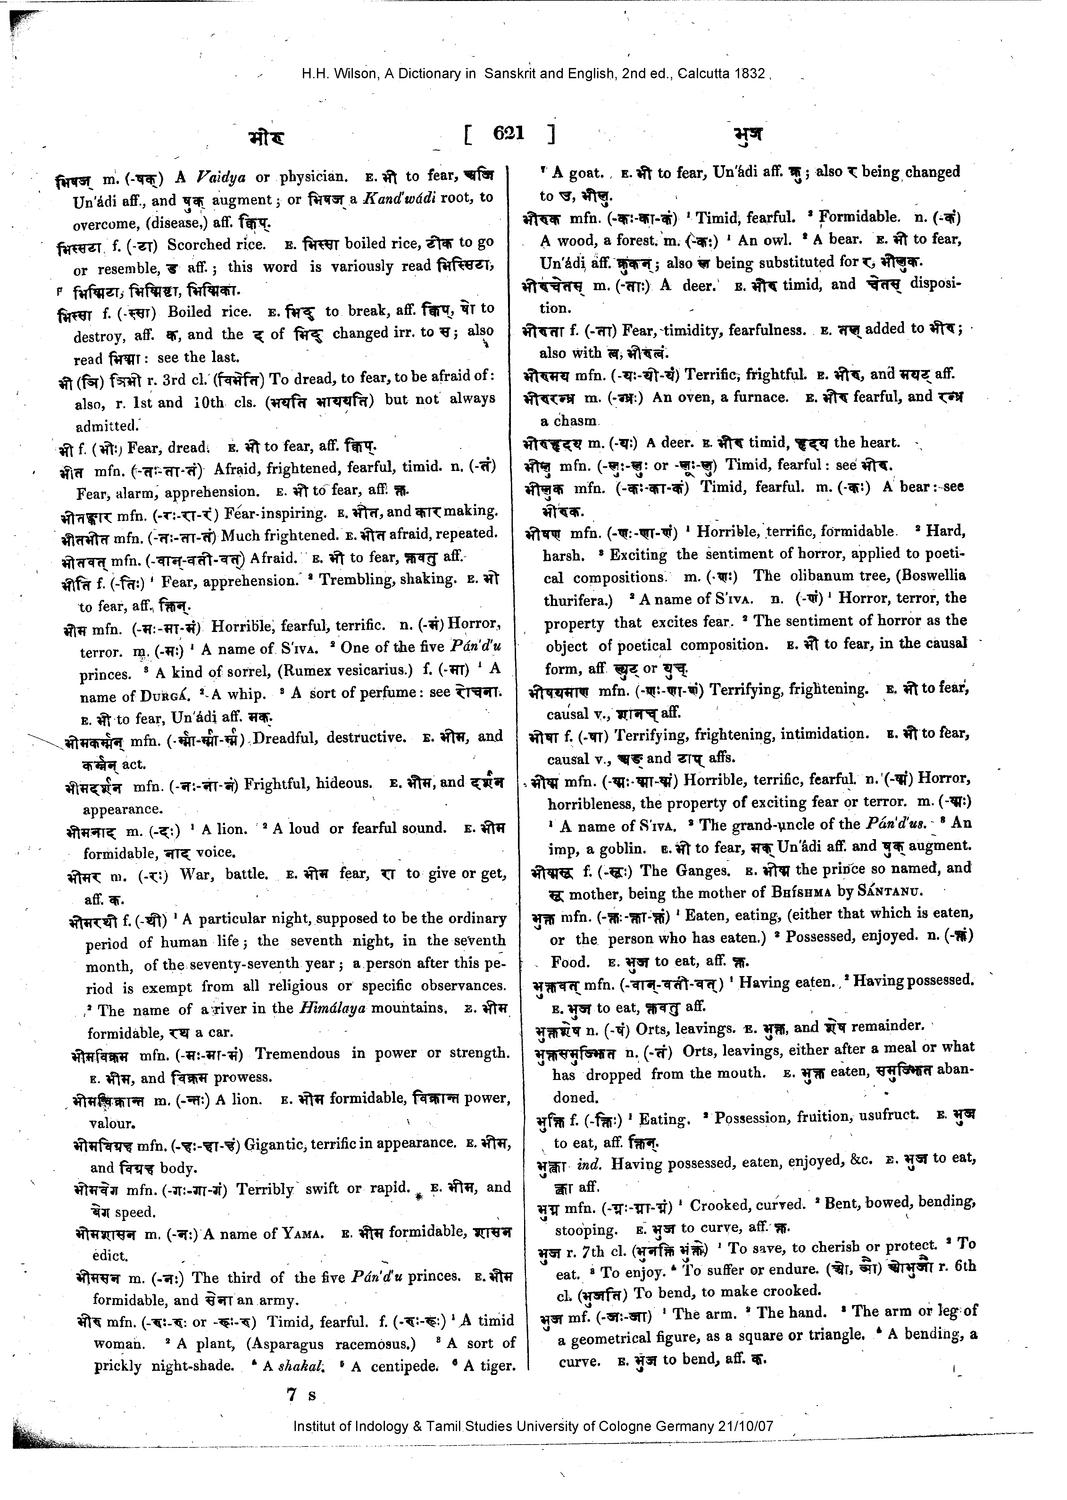 H.H. Wilson, A Dictionary in Sanskrit and English, 2nd ed., Calcutta 1832
भीरु [ 621 ] भुज
भिषज् m. (-षक्) A Vaidya or physician. E. भी to fear, षजि
Un'ádi aff., and षुक् augment; or भिषज् a Kand'wádi root, to
overcome, (disease,) aff. क्विप्.
भिस्सटा f. (-टा) Scorched rice. E. भिस्सा boiled rice, टीक to go
or resemble, ड aff.; this word is variously read भिस्सिटा,
भिष्मिटा, भिष्मिष्टा, भिष्मिका.
भिस्सा f. (-स्सा) Boiled rice. E. भिद् to break, aff. क्विप्, षो to
destroy, aff. क, and the द् of भिद् changed irr. to स; also
read भिष्मा: see the last.
भी (ञि) ञिभी r. 3rd cl. (बिभेति) To dread, to fear, to be afraid of:
also, r. 1st and 10th cls. (भयति भाययति) but not always
admitted.
भी f. (भीः) Fear, dread. E. भी to fear, aff. क्विप्.
भीत mfn. (-तः-ता-तं) Afraid, frightened, fearful, timid. n. (-तं)
Fear, alarm, apprehension. E. भी to fear, aff. क्त.
भीतङ्कार mfn. (-रः-रा-रं) Fear-inspiring. E. भीत, and कार making.
भीतभीत mfn. (-तः-ता-तं) Much frightened. E. भीत afraid, repeated.
भीतवत् mfn. (-वान्-वती-वत्) Afraid. E. भी to fear, क्तवतु aff.
भीति f. (-तिः) ¹ Fear, apprehension. ² Trembling, shaking. E. भी
to fear, aff. क्तिन्.
भीम mfn. (-मः-मा-मं) Horrible, fearful, terrific. n. (-मं) Horror,
terror. m. (-मः) ¹ A name of S'IVA. ² One of the five Pán'd'u
princes. ³ A kind of sorrel, (Rumex vesicarius.) f. (-मा) ¹ A
name of DURGÁ. ² A whip. ³ A sort of perfume: see रोचना.
E. भी to fear, Un'ádi aff. मक्.
भीमकर्म्मन् mfn. (-र्म्मा-र्म्मा-र्म्म) Dreadful, destructive. E. भीम, and
कर्म्मन् act.
भीमदर्शन mfn. (-नः-ना-नं) Frightful, hideous. E. भीम, and दर्शन
appearance.
भीमनाद m. (-दः) ¹ A lion. ² A loud or fearful sound. E. भीम
formidable, नाद voice.
भीमर m. (-रः) War, battle. E. भीम fear, रा to give or get,
aff. क.
भीमरथी f. (-थी) ¹ A particular night, supposed to be the ordinary
period of human life; the seventh night, in the seventh
month, of the seventy-seventh year; a person after this pe-
riod is exempt from all religious or specific observances.
² The name of a river in the Himálaya mountains. E. भीम
formidable, रथ a car.
भीमविक्रम mfn. (-मः-मा-मं) Tremendous in power or strength.
E. भीम, and विक्रम prowess.
भीमविक्रान्त m. (-न्तः) A lion. E. भीम formidable, विक्रान्त power,
valour.
भीमविग्रह mfn. (-हः-हा-हं) Gigantic, terrific in appearance. E. भीम,
and विग्रह body.
भीमवेग mfn. (-गः-गा-गं) Terribly swift or rapid. E. भीम, and
वेग speed.
भीमशासन m. (-नः) A name of YAMA. E. भीम formidable, शासन
edict.
भीमसेन m. (-नः) The third of the five Pán'd'u princes. E. भीम
formidable, and सेना an army.
भीरु mfn. (-रुः-रुः or -रूः-रु) Timid, fearful. f. (-रुः-रूः) ¹ A timid
woman. ² A plant, (Asparagus racemosus.) ³ A sort of
prickly night-shade. ⁴ A shakal. ⁵ A centipede. ⁶ A tiger.
7 s
⁷ A goat. E. भी to fear, Un'ádi aff. क्रु; also र being changed
to ल, भीलु.
भीरुक mfn. (-कः-का-कं) ¹ Timid, fearful. ² Formidable. n. (-कं)
A wood, a forest. m. (-कः) ¹ An owl. ² A bear. E. भी to fear,
Un'ádi aff. क्रुकन्; also ल being substituted for र, भीलुक.
भीरुचेतस् m. (-ताः) A deer. E. भीरु timid, and चेतस् disposi-
tion.
भीरुता f. (-ता) Fear, timidity, fearfulness. E. तल् added to भीरु;
also with त्व, भीरुत्वं.
भीरुमय mfn. (-यः-यी-यं) Terrific, frightful. E. भीरु, and मयट् aff.
भीरुरन्ध्र m. (-न्ध्रः) An oven, a furnace. E. भीरु fearful, and रन्ध्र
a chasm.
भीरुहृदय m. (-यः) A deer. E. भीरु timid, हृदय the heart.
भीलु mfn. (-लुः-लुः or -लूः-लु) Timid, fearful: see भीरु.
भीलुक mfn. (-कः-का-कं) Timid, fearful. m. (-कः) A bear: see
भीरुक.
भीषण mfn. (-णः-णा-णं) ¹ Horrible, terrific, formidable. ² Hard,
harsh. ³ Exciting the sentiment of horror, applied to poeti-
cal compositions. m. (-णः) The olibanum tree, (Boswellia
thurifera.) ² A name of S'IVA. n. (-णं) ¹ Horror, terror, the
property that excites fear. ² The sentiment of horror as the
object of poetical composition. E. भी to fear, in the causal
form, aff. ल्युट् or युच्.
भीषयमाण mfn. (-णः-णा-णं) Terrifying, frightening. E. भी to fear,
causal v., शानच् aff.
भीषा f. (-षा) Terrifying, frightening, intimidation. E. भी to fear,
causal v., अङ् and टाप् affs.
भीष्म mfn. (-ष्मः-ष्मा-ष्मं) Horrible, terrific, fearful. n. (-ष्मं) Horror,
horribleness, the property of exciting fear or terror. m. (-ष्मः)
¹ A name of S'IVA. ² The grand-uncle of the Pán'd'us. ³ An
imp, a goblin. E. भी to fear, मक् Un'ádi aff. and षुक् augment.
भीष्मसू f. (-सूः) The Ganges. E. भीष्म the prince so named, and
सू mother, being the mother of BHÍSHMA by SÁNTANU.
भुक्त mfn. (-क्तः-क्ता-क्तं) ¹ Eaten, eating, (either that which is eaten,
or the person who has eaten.) ² Possessed, enjoyed. n. (-क्तं)
Food. E. भुज to eat, aff. क्त.
भुक्तवत् mfn. (-वान्-वती-वत्) ¹ Having eaten. ² Having possessed.
E. भुज to eat, क्तवतु aff.
भुक्तशेष n. (-षं) Orts, leavings. E. भुक्त, and शेष remainder.
भुक्तसमुज्झित n. (-तं) Orts, leavings, either after a meal or what
has dropped from the mouth. E. भुक्त eaten, समुज्झित aban-
doned.
भुक्ति f. (-क्तिः) ¹ Eating. ² Possession, fruition, usufruct. E. भुज
to eat, aff. क्तिन्.
भुक्त्वा ind. Having possessed, eaten, enjoyed, &c. E. भुज to eat,
क्त्वा aff.
भुग्न mfn. (-ग्नः-ग्ना-ग्नं) ¹ Crooked, curved. ² Bent, bowed, bending,
stooping. E. भुज to curve, aff. क्त.
भुज r. 7th cl. (भुनक्ति भुंक्ते) ¹ To save, to cherish or protect. ² To
eat. ³ To enjoy. ⁴ To suffer or endure. (ओ, औ) ओभुजौ r. 6th
cl. (भुजति) To bend, to make crooked.
भुज mf. (-जः-जा) ¹ The arm. ² The hand. ³ The arm or leg of
a geometrical figure, as a square or triangle. ⁴ A bending, a
curve. E. भुज to bend, aff. क.
Institut of Indology & Tamil Studies University of Cologne Germany 21/10/07